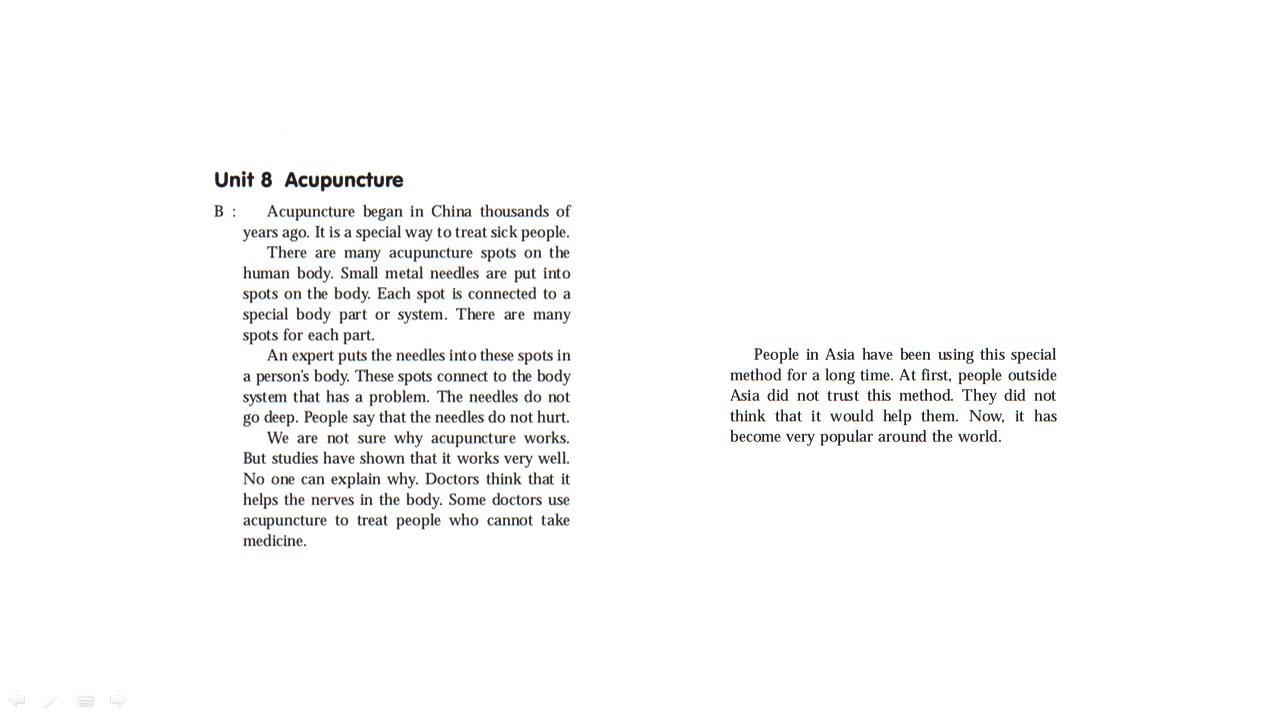 Unit 8 Acupuncture
B : Acupuncture began in China thousands of
years ago. It is a special way to treat sick people.
There are many acupuncture spots on the
human body. Small metal needles are put into
spots on the body. Each spot is connected to a
special body part or system. There are many
spots for each part.
An expert puts the needles into these spots in
a person's body. These spots connect to the body
system that has a problem. The needles do not
go deep. People say that the needles do not hurt.
We are not sure why acupuncture works.
But studies have shown that it works very well.
No one can explain why. Doctors think that it
helps the nerves in the body. Some doctors use
acupuncture to treat people who cannot take
medicine.
People in Asia have been using this special
method for a long time. At first, people outside
Asia did not trust this method. They did not
think that it would help them. Now, it has
become very popular around the world.